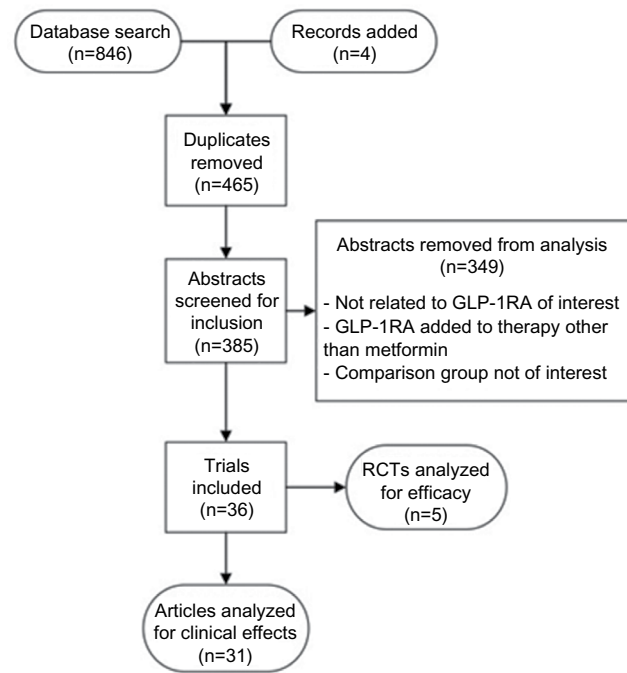 Database search
(n=846)
Records added
(n=4)
Duplicates
removed
(n=465)
Abstracts
screened for
inclusion
(n=385)
Abstracts removed from analysis
(n=349)
- Not related to GLP-1RA of interest
- GLP-1RA added to therapy other
than metformin
- Comparison group not of interest
Trials
included
(n=36)
RCTs analyzed
for efficacy
(n=5)
Articles analyzed
for clinical effects
(n=31)